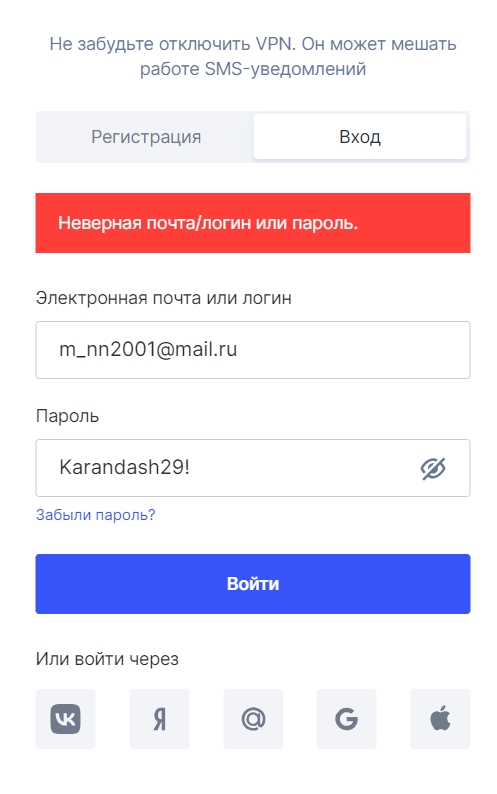 Не забудьте отключить VPN. Он может мешать
работе SMS-уведомлений
Регистрация
Вход
Неверная почта/логин или пароль.
Электронная почта или логин
m_nn2001@mail.ru
Пароль
Karandash29!
Забыли пароль?
Войти
Или войти через
VK Я @ G